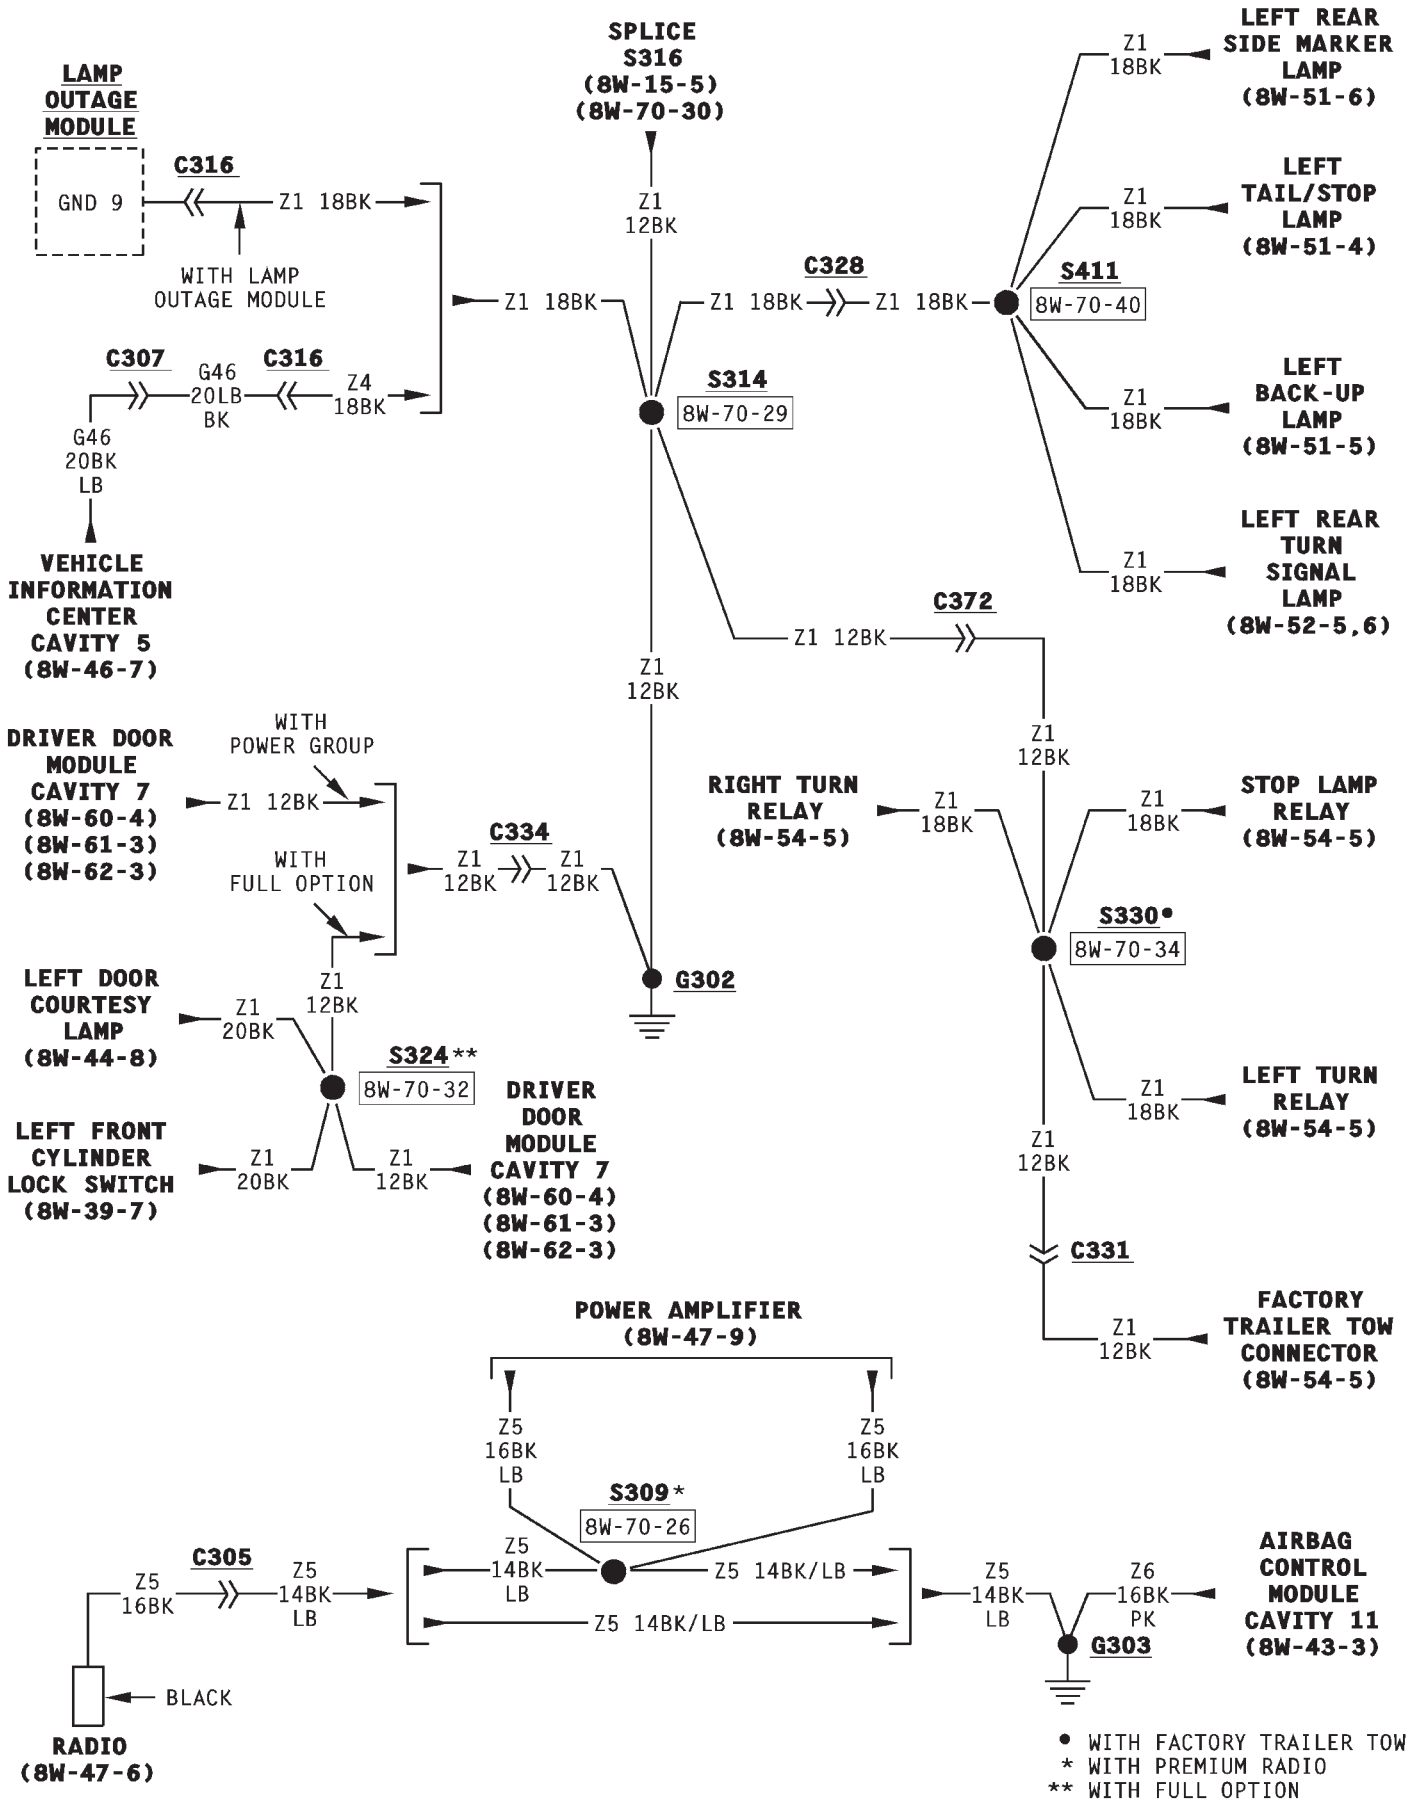 LAMP
OUTAGE
MODULE
GND 9
C316
Z1 18BK
WITH LAMP
OUTAGE MODULE
C307
G46
20LB
BK
C316
Z4
18BK
G46
20BK
LB
VEHICLE
INFORMATION
CENTER
CAVITY 5
(8W-46-7)
SPLICE
S316
(8W-15-5)
(8W-70-30)
Z1
12BK
Z1 18BK
Z1 18BK
C328
Z1 18BK
S314
8W-70-29
S411
8W-70-40
Z1
18BK
LEFT REAR
SIDE MARKER
LAMP
(8W-51-6)
Z1
18BK
LEFT
TAIL/STOP
LAMP
(8W-51-4)
Z1
18BK
LEFT
BACK-UP
LAMP
(8W-51-5)
Z1
18BK
LEFT REAR
TURN
SIGNAL
LAMP
(8W-52-5,6)
Z1 12BK
C372
Z1
12BK
Z1
12BK
DRIVER DOOR
MODULE
CAVITY 7
(8W-60-4)
(8W-61-3)
(8W-62-3)
WITH
POWER GROUP
Z1 12BK
WITH
FULL OPTION
C334
Z1
12BK
Z1
12BK
G302
Z1
12BK
LEFT DOOR
COURTESY
LAMP
(8W-44-8)
Z1
20BK
S324**
8W-70-32
LEFT FRONT
CYLINDER
LOCK SWITCH
(8W-39-7)
Z1
20BK
Z1
12BK
DRIVER
DOOR
MODULE
CAVITY 7
(8W-60-4)
(8W-61-3)
(8W-62-3)
RIGHT TURN
RELAY
(8W-54-5)
Z1
18BK
Z1
18BK
STOP LAMP
RELAY
(8W-54-5)
S330•
8W-70-34
Z1
18BK
LEFT TURN
RELAY
(8W-54-5)
Z1
12BK
C331
Z1
12BK
FACTORY
TRAILER TOW
CONNECTOR
(8W-54-5)
POWER AMPLIFIER
(8W-47-9)
Z5
16BK
LB
Z5
16BK
LB
S309*
8W-70-26
Z5
14BK
LB
Z5 14BK/LB
Z5 14BK/LB
Z5
16BK
C305
Z5
14BK
LB
BLACK
RADIO
(8W-47-6)
Z5
14BK
LB
Z6
16BK
PK
G303
AIRBAG
CONTROL
MODULE
CAVITY 11
(8W-43-3)
• WITH FACTORY TRAILER TOW
* WITH PREMIUM RADIO
** WITH FULL OPTION